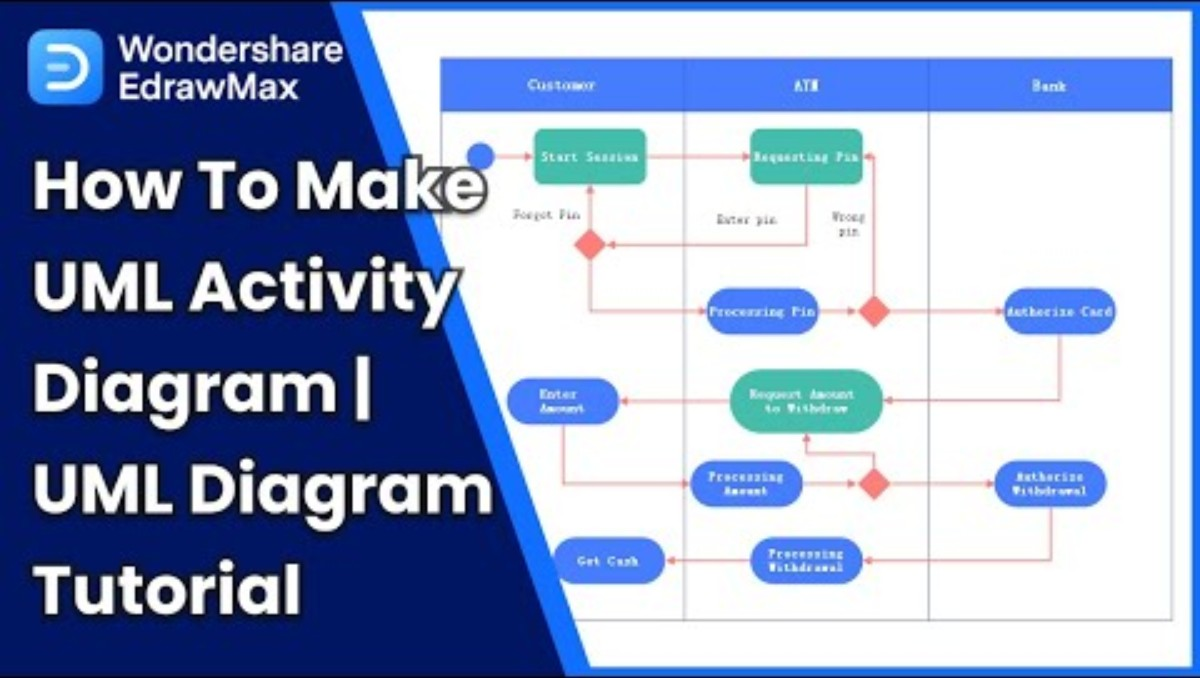 Wondershare
EdrawMax
How To Make
UML Activity
Diagram |
UML Diagram
Tutorial
Customer
ATM
Bank
Start Session
Requesting Pin
Forgot Pin
Enter pin
Wrong
pin
Processing Pin
Authorize Card
Enter
Amount
Request Amount
to Withdraw
Processing
Amount
Authorize
Withdrawal
Get Cash
Processing
Withdrawal